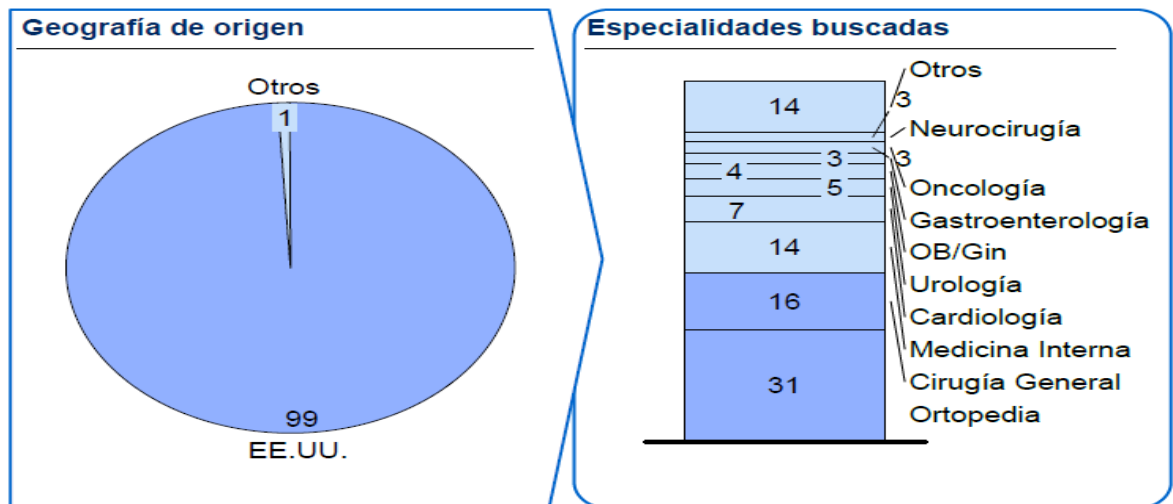 Geografía de origen
Otros
1
99
EE.UU.
Especialidades buscadas
14
3
4
5
7
14
16
31
Otros
3
Neurocirugía
3
Oncología
Gastroenterología
OB/Gin
Urología
Cardiología
Medicina Interna
Cirugía General
Ortopedia